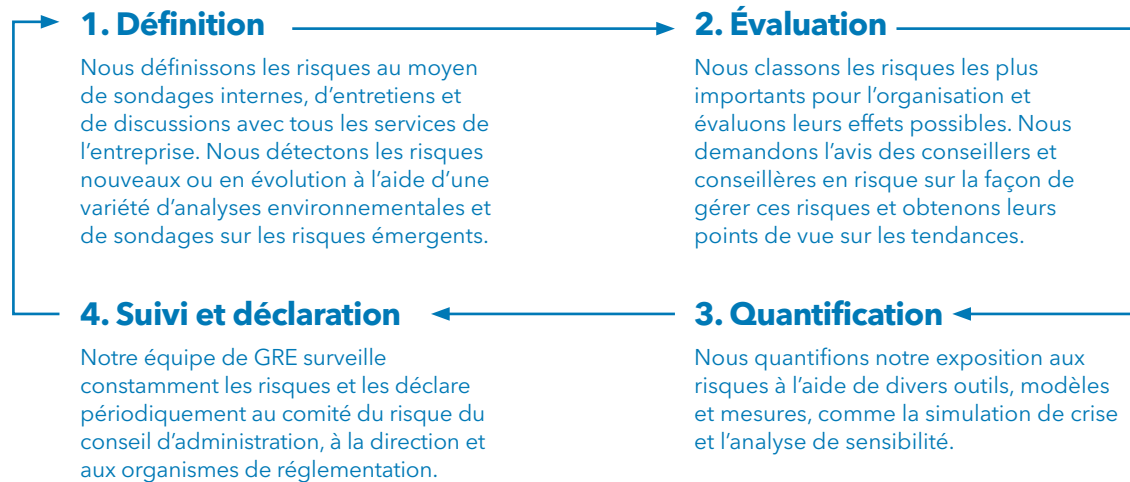 1. Définition
Nous définissons les risques au moyen
de sondages internes, d’entretiens et
de discussions avec tous les services de
l’entreprise. Nous détectons les risques
nouveaux ou en évolution à l’aide d’une
variété d’analyses environnementales et
de sondages sur les risques émergents.
2. Évaluation
Nous classons les risques les plus
importants pour l’organisation et
évaluons leurs effets possibles. Nous
demandons l’avis des conseillers et
conseillères en risque sur la façon de
gérer ces risques et obtenons leurs
points de vue sur les tendances.
3. Quantification
Nous quantifions notre exposition aux
risques à l’aide de divers outils, modèles
et mesures, comme la simulation de crise
et l’analyse de sensibilité.
4. Suivi et déclaration
Notre équipe de GRE surveille
constamment les risques et les déclare
périodiquement au comité du risque du
conseil d’administration, à la direction et
aux organismes de réglementation.